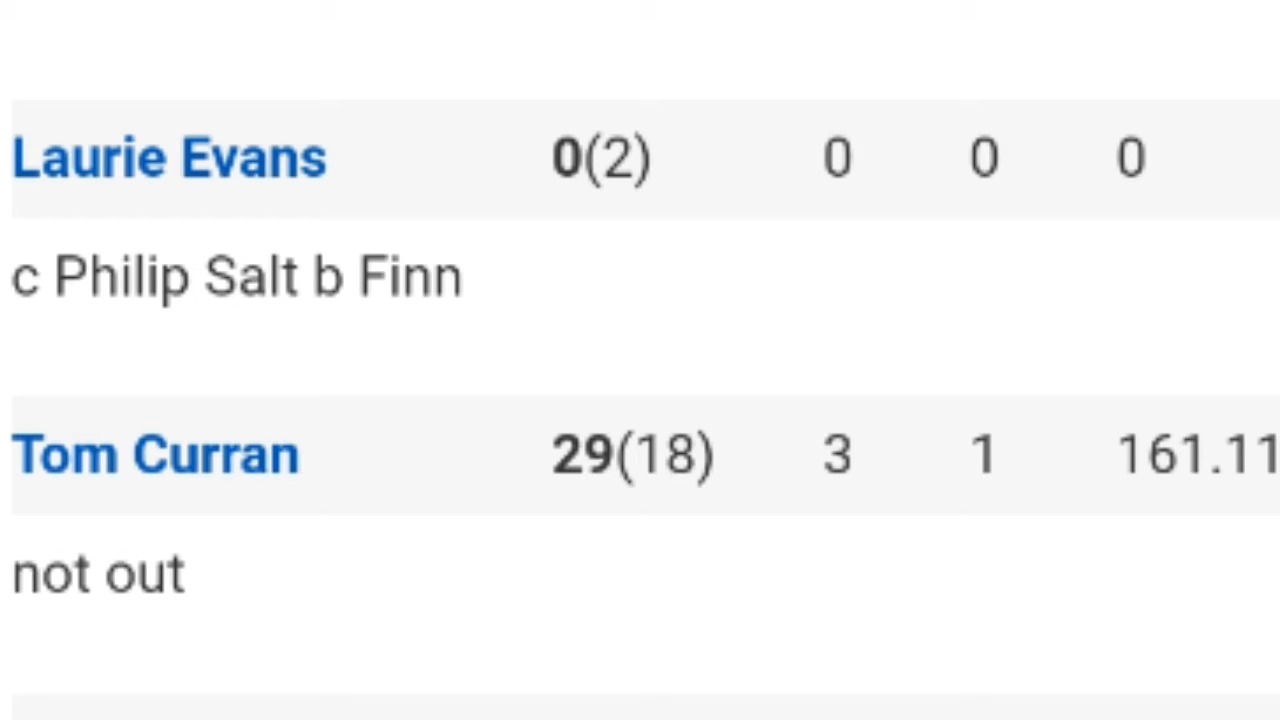 Laurie Evans 0(2) 0 0 0
c Philip Salt b Finn
Tom Curran 29(18) 3 1 161.11
not out